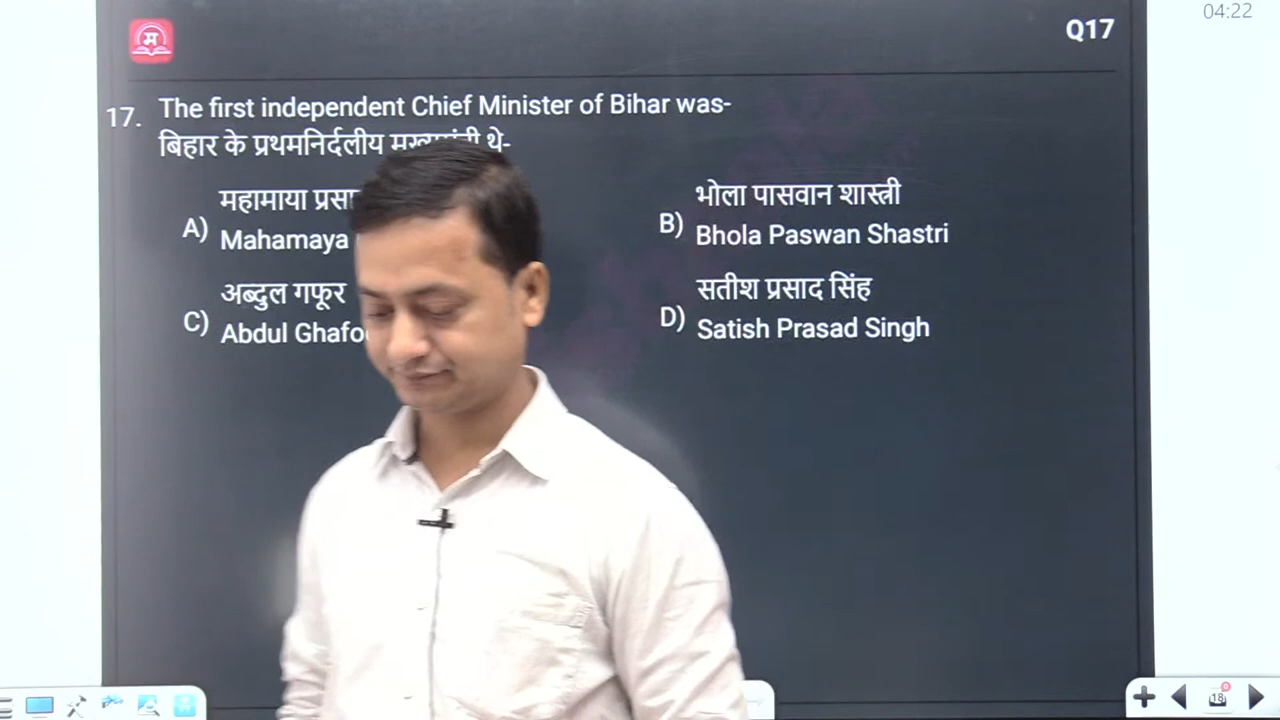 04:22
म
Q17
17. The first independent Chief Minister of Bihar was-
बिहार के प्रथमनिर्दलीय थे-
A) महामाया
Mahamaya
B) भोला पासवान शास्त्री
Bhola Paswan Shastri
C) अब्दुल गफूर
Abdul
D) सतीश प्रसाद सिंह
Satish Prasad Singh
18